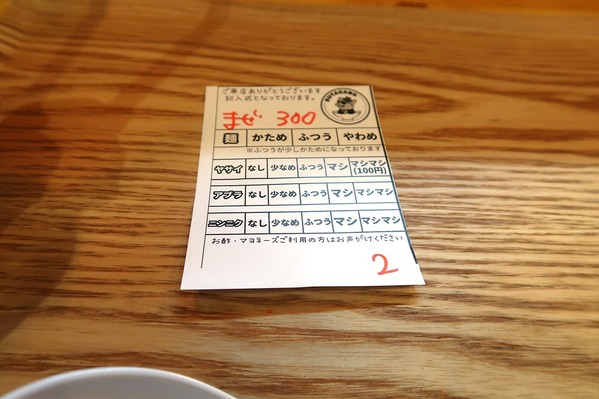 ご来店ありがとうございます
記入式となっております。
BUTAGANG
まぜ 300
麺 かため ふつう やわめ
※ふつうが少しかためになっております
ヤサイ なし 少なめ ふつう マシ マシマシ(100円)
アブラ なし 少なめ ふつう マシ マシマシ
ニンニク なし 少なめ ふつう マシ マシマシ
お酢・マヨネーズご利用の方はお声がけください
2